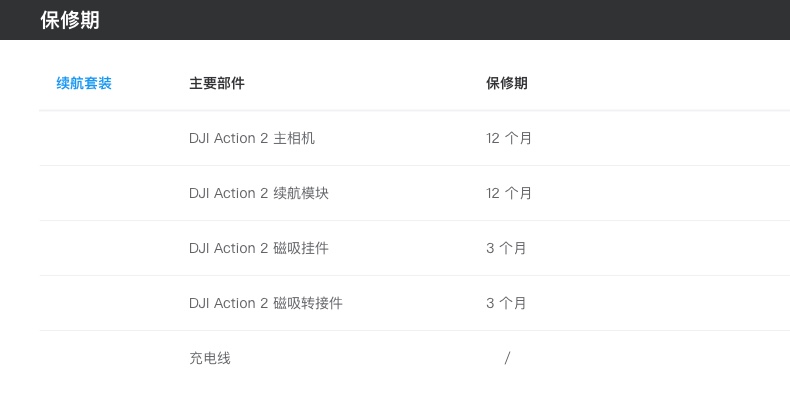 保修期
续航套装 主要部件 保修期
DJI Action 2 主相机 12 个月
DJI Action 2 续航模块 12 个月
DJI Action 2 磁吸挂件 3 个月
DJI Action 2 磁吸转接件 3 个月
充电线 /